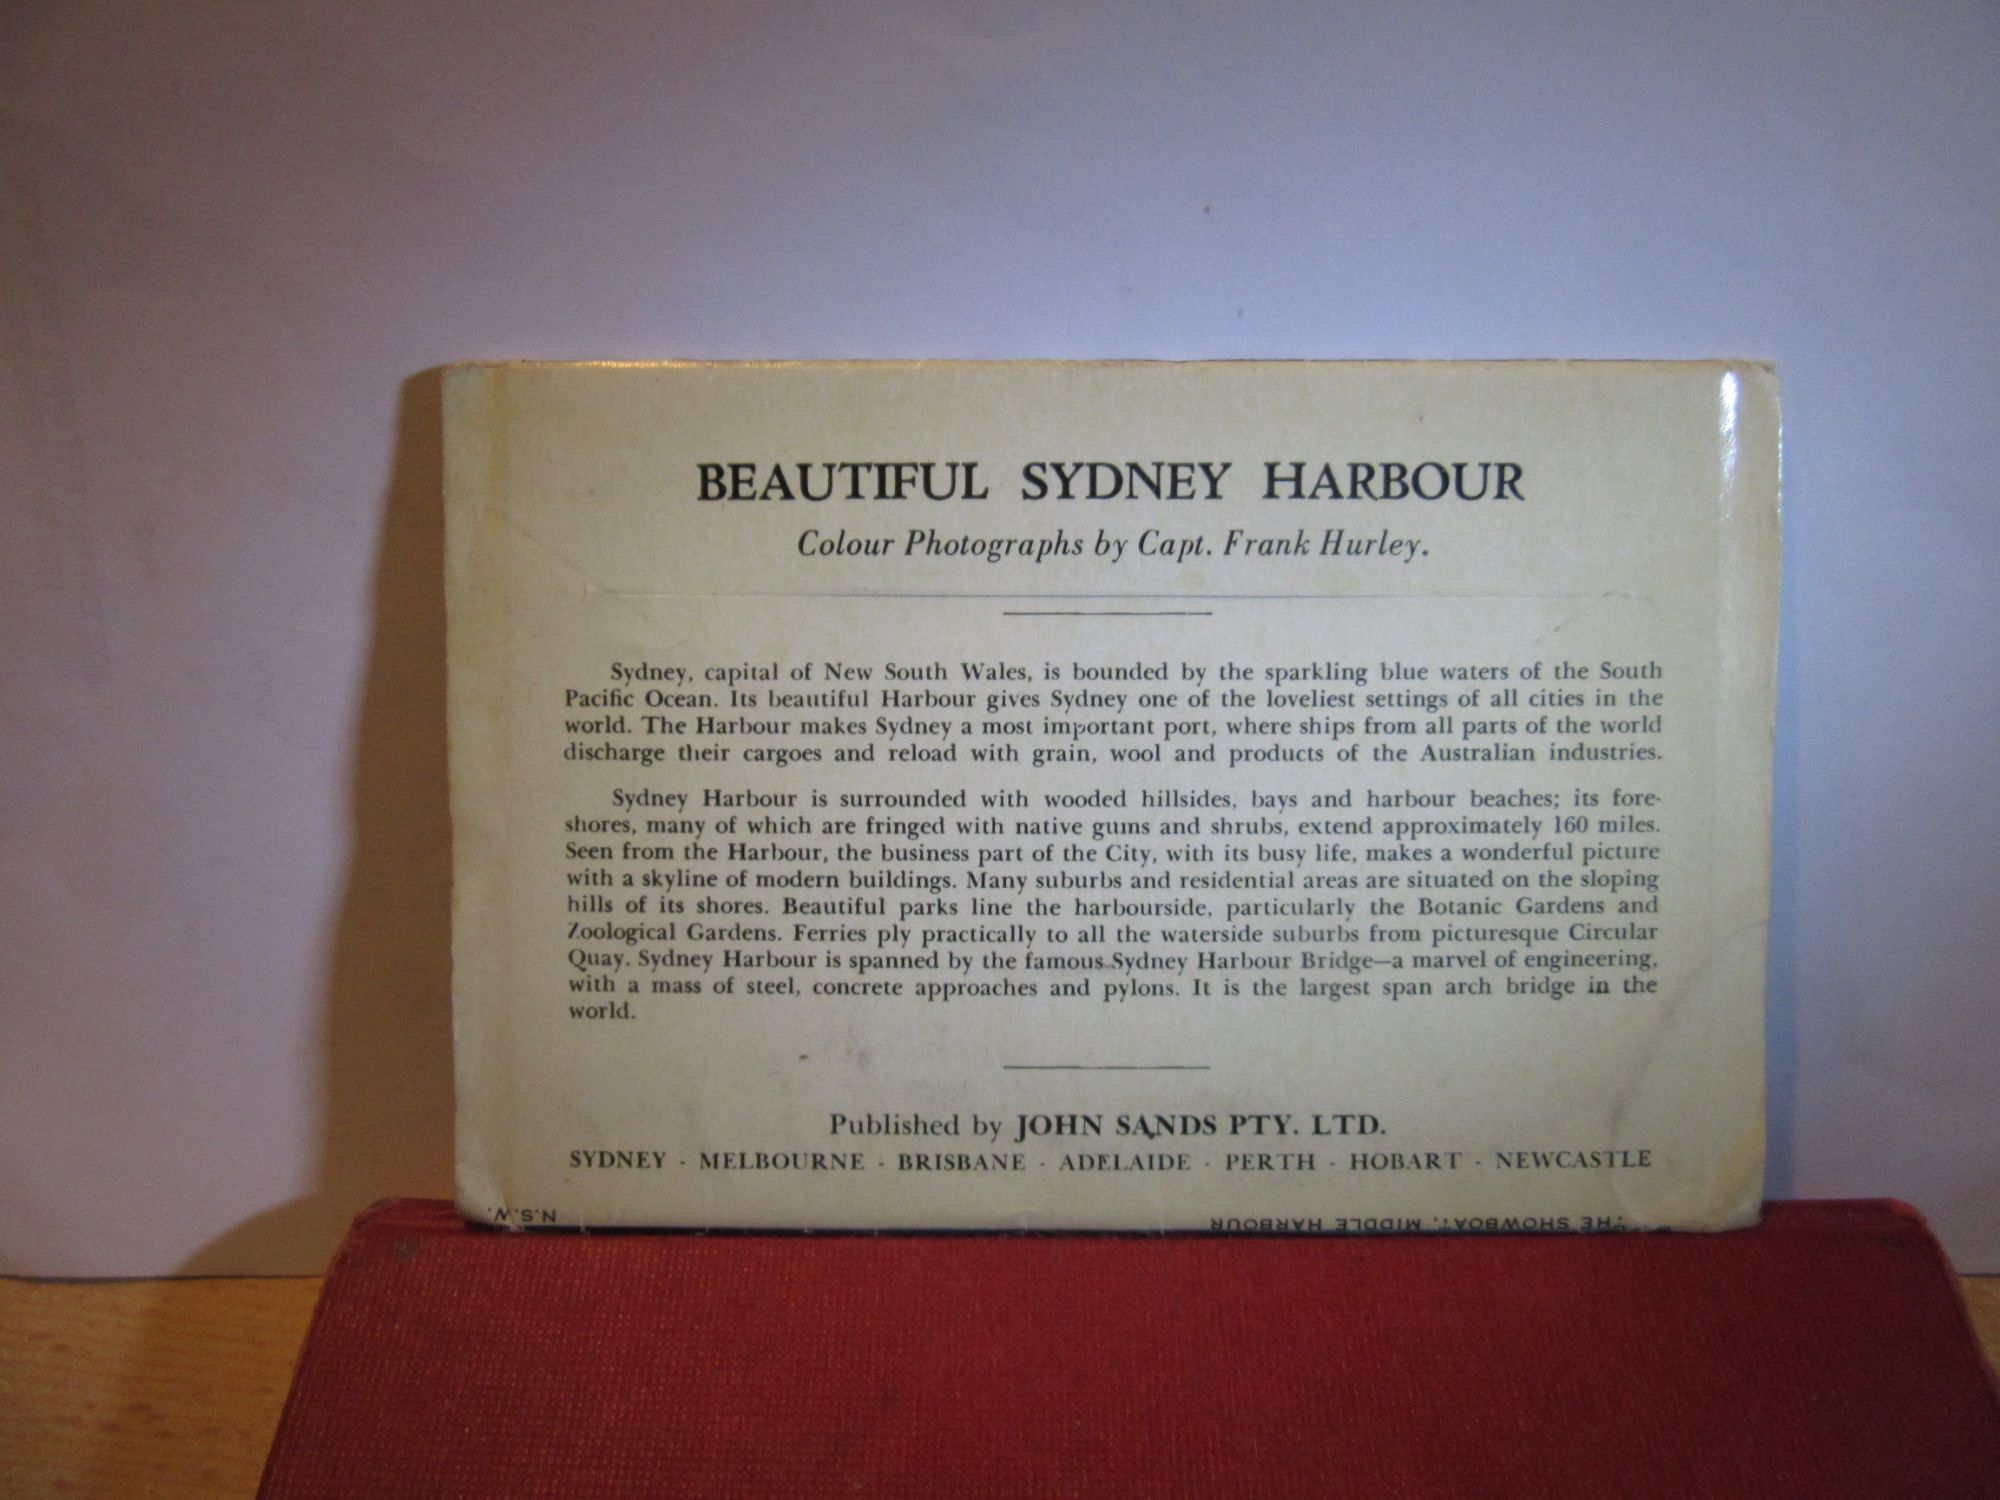 BEAUTIFUL SYDNEY HARBOUR
Colour Photographs by Capt. Frank Hurley.
Sydney, capital of New South Wales, is bounded by the sparkling blue waters of the South
Pacific Ocean. Its beautiful Harbour gives Sydney one of the loveliest settings of all cities in the
world. The Harbour makes Sydney a most important port, where ships from all parts of the world
discharge their cargoes and reload with grain, wool and products of the Australian industries.
Sydney Harbour is surrounded with wooded hillsides, bays and harbour beaches; its fore-
shores, many of which are fringed with native gums and shrubs, extend approximately 160 miles.
Seen from the Harbour, the business part of the City, with its busy life, makes a wonderful picture
with a skyline of modern buildings. Many suburbs and residential areas are situated on the sloping
hills of its shores. Beautiful parks line the harbourside, particularly the Botanic Gardens and
Zoological Gardens. Ferries ply practically to all the waterside suburbs from picturesque Circular
Quay. Sydney Harbour is spanned by the famous Sydney Harbour Bridge—a marvel of engineering,
with a mass of steel, concrete approaches and pylons. It is the largest span arch bridge in the
world.
Published by JOHN SANDS PTY. LTD.
SYDNEY - MELBOURNE - BRISBANE - ADELAIDE - PERTH - HOBART - NEWCASTLE
THE SHOWBOAT, MIDDLE HARBOUR
N.S.W.